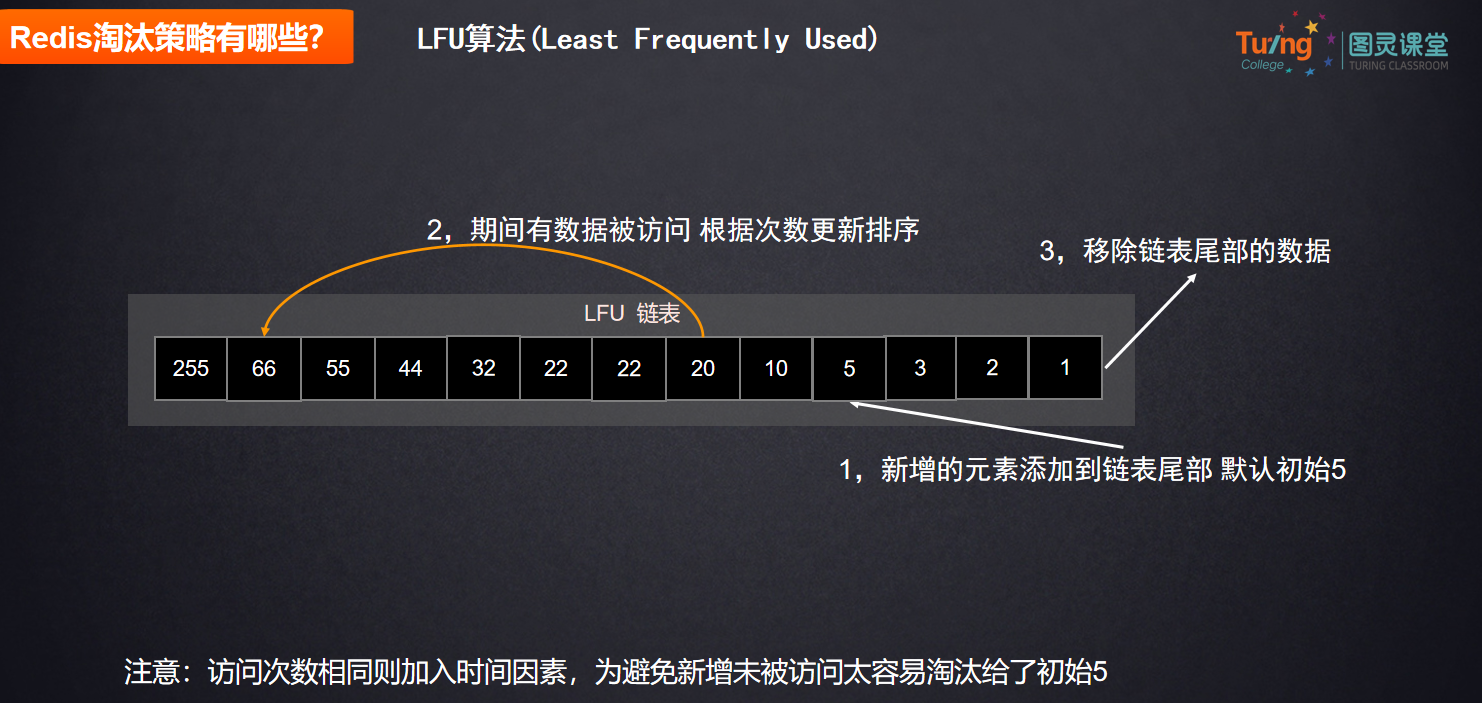 Redis淘汰策略有哪些?
LFU算法(Least Frequently Used)
Turing
College
图灵课堂
TURING CLASSROOM
2，期间有数据被访问 根据次数更新排序
3，移除链表尾部的数据
LFU 链表
255 66 55 44 32 22 22 20 10 5 3 2 1
1，新增的元素添加到链表尾部 默认初始5
注意：访问次数相同则加入时间因素，为避免新增未被访问太容易淘汰给了初始5